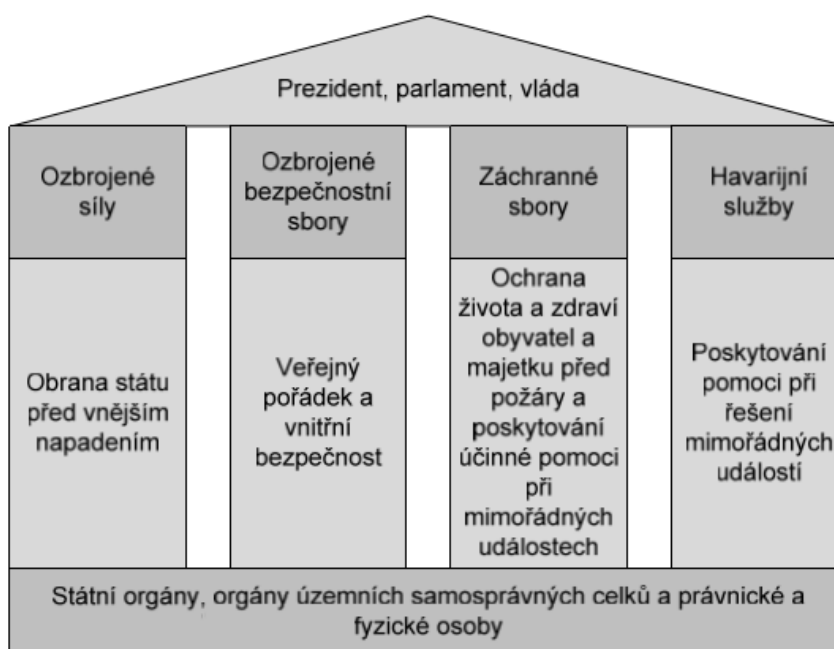 Prezident, parlament, vláda
Ozbrojené
síly
Ozbrojené
bezpečnostní
sbory
Záchranné
sbory
Havarijní
služby
Obrana státu
před vnějším
napadením
Veřejný
pořádek a
vnitřní
bezpečnost
Ochrana
života a zdraví
obyvatel a
majetku před
požáry a
poskytování
účinné pomoci
při
mimořádných
událostech
Poskytování
pomoci při
řešení
mimořádných
událostí
Státní orgány, orgány územních samosprávných celků a právnické a
fyzické osoby